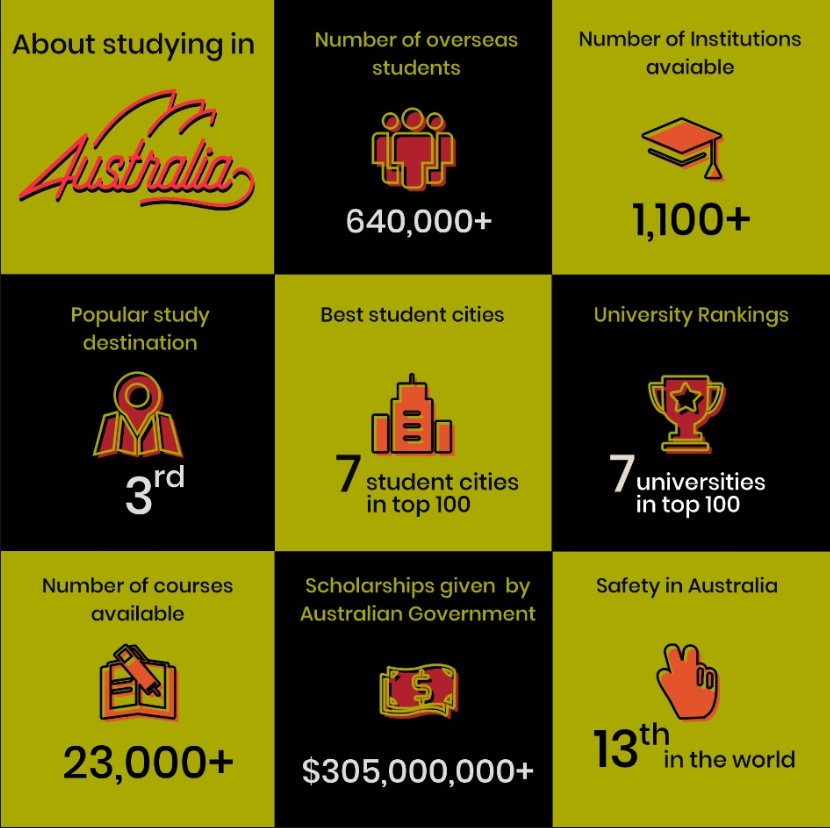 About studying in
Australia
Number of overseas
students
640,000+
Number of Institutions
avaiable
1,100+
Popular study
destination
3rd
Best student cities
7 student cities
in top 100
University Rankings
7 universities
in top 100
Number of courses
available
23,000+
Scholarships given by
Australian Government
$
$305,000,000+
Safety in Australia
13th in the world